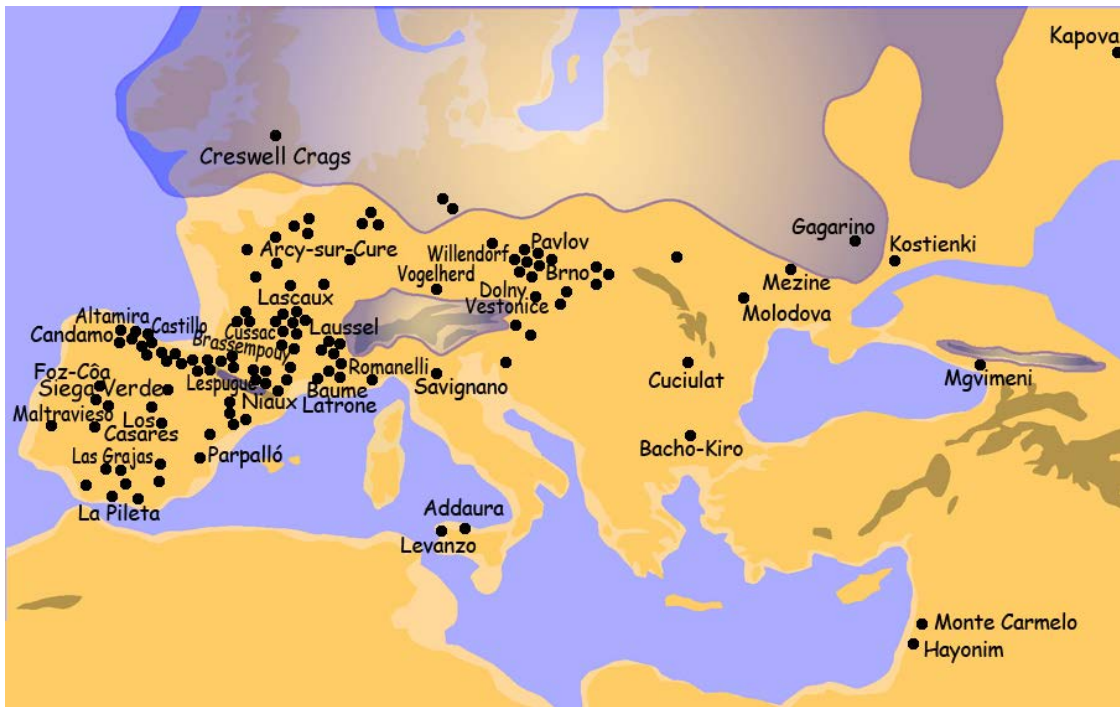 Kapova
Creswell Crags
Gagarino
Kostienki
Arcy-sur-Cure
Willendorf
Pavlov
Brno
Vogelherd
Mezine
Dolny
Vestonice
Molodova
Lascaux
Altamira
Candamo
Castillo
Cussac
Laussel
Brassempouy
Romanelli
Foz-Côa
Siega Verde
Lespugue
Niaux
Baume
Latrone
Savignano
Cuciulat
Mgvimeni
Maltravieso
Los
Casares
Las Grajas
Parpalló
Bacho-Kiro
La Pileta
Addaura
Levanzo
Monte Carmelo
Hayonim